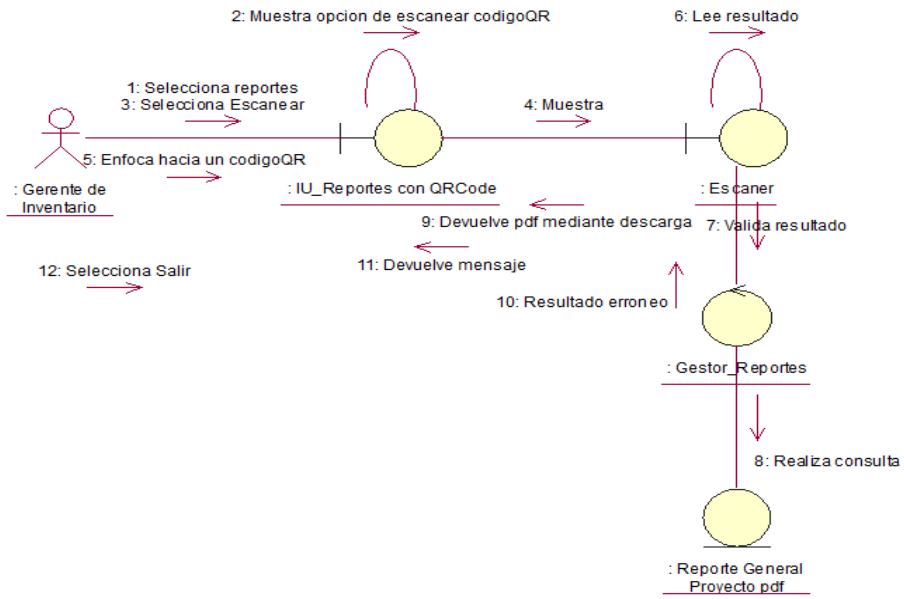 2: Muestra opcion de escanear codigoQR
6: Lee resultado
1: Selecciona reportes
3: Selecciona Escanear
4: Muestra
5: Enfoca hacia un codigoQR
: Gerente de
Inventario
: IU_Reportes con QRCode
: Escaner
9: Devuelve pdf mediante descarga
7: Valida resultado
11: Devuelve mensaje
12: Selecciona Salir
10: Resultado erroneo
: Gestor_Reportes
8: Realiza consulta
: Reporte General
Proyecto pdf